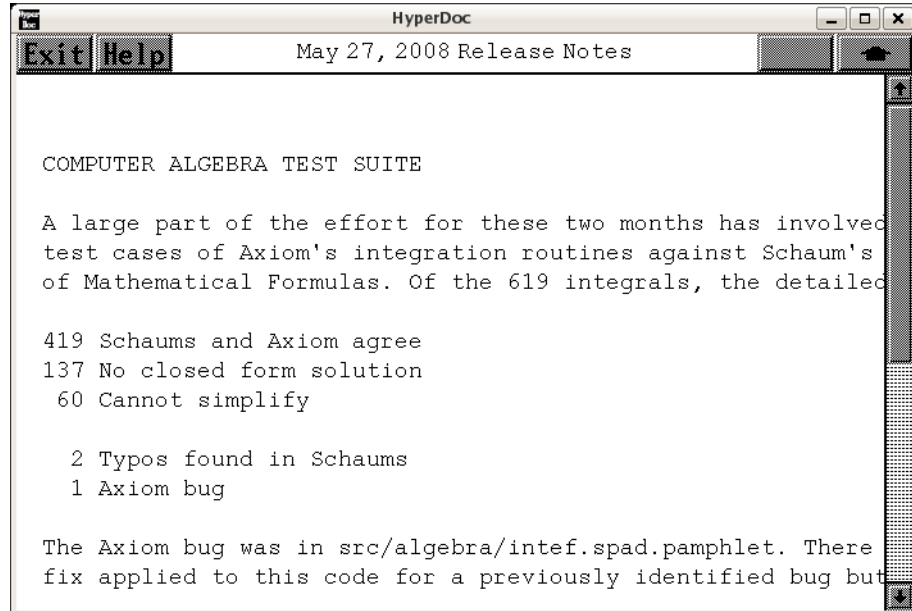 Hyper Doc
HyperDoc
Exit Help May 27, 2008 Release Notes
COMPUTER ALGEBRA TEST SUITE
A large part of the effort for these two months has involved
test cases of Axiom's integration routines against Schaum's
of Mathematical Formulas. Of the 619 integrals, the detailed
419 Schaums and Axiom agree
137 No closed form solution
60 Cannot simplify
2 Typos found in Schaums
1 Axiom bug
The Axiom bug was in src/algebra/intef.spad.pamphlet. There
fix applied to this code for a previously identified bug but